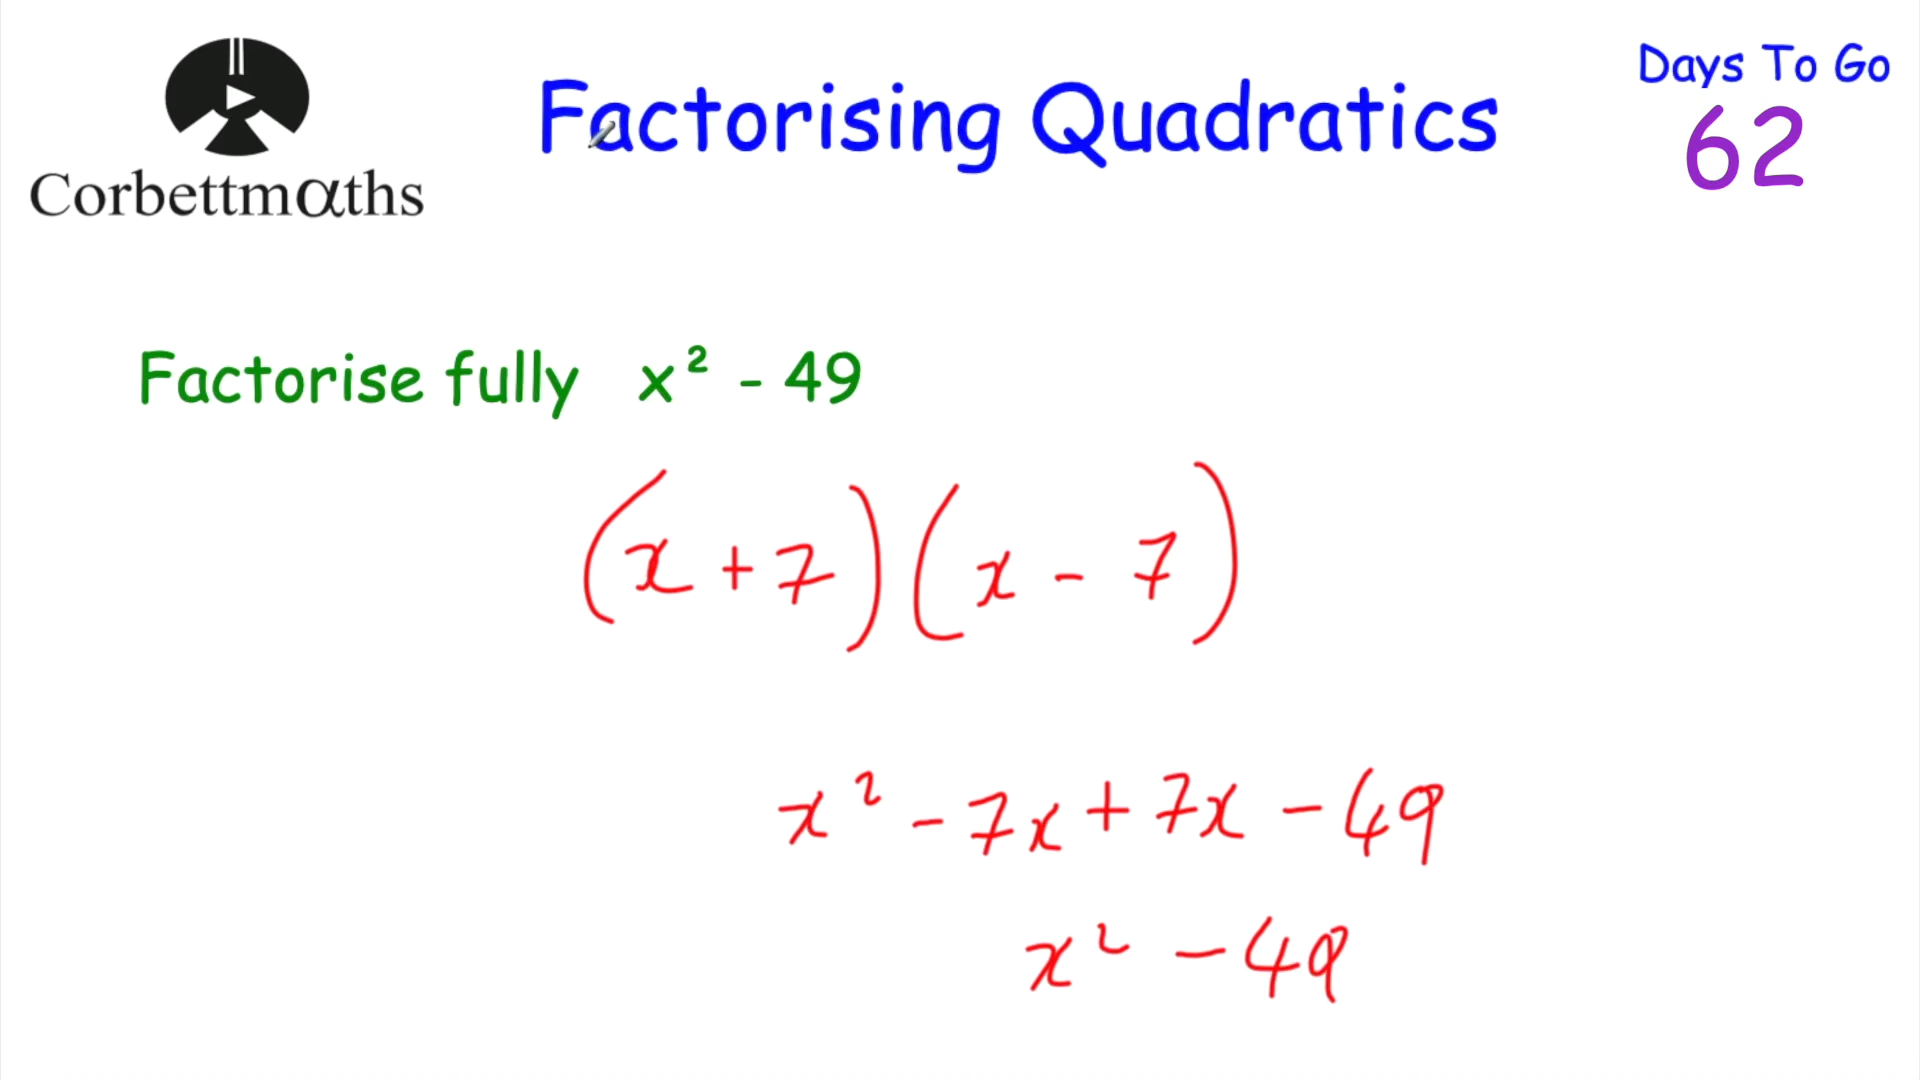 Corbettmαths
Factorising Quadratics
Days To Go
62
Factorise fully x² - 49
(x + 7)(x - 7)
x² - 7x + 7x - 49
x² - 49